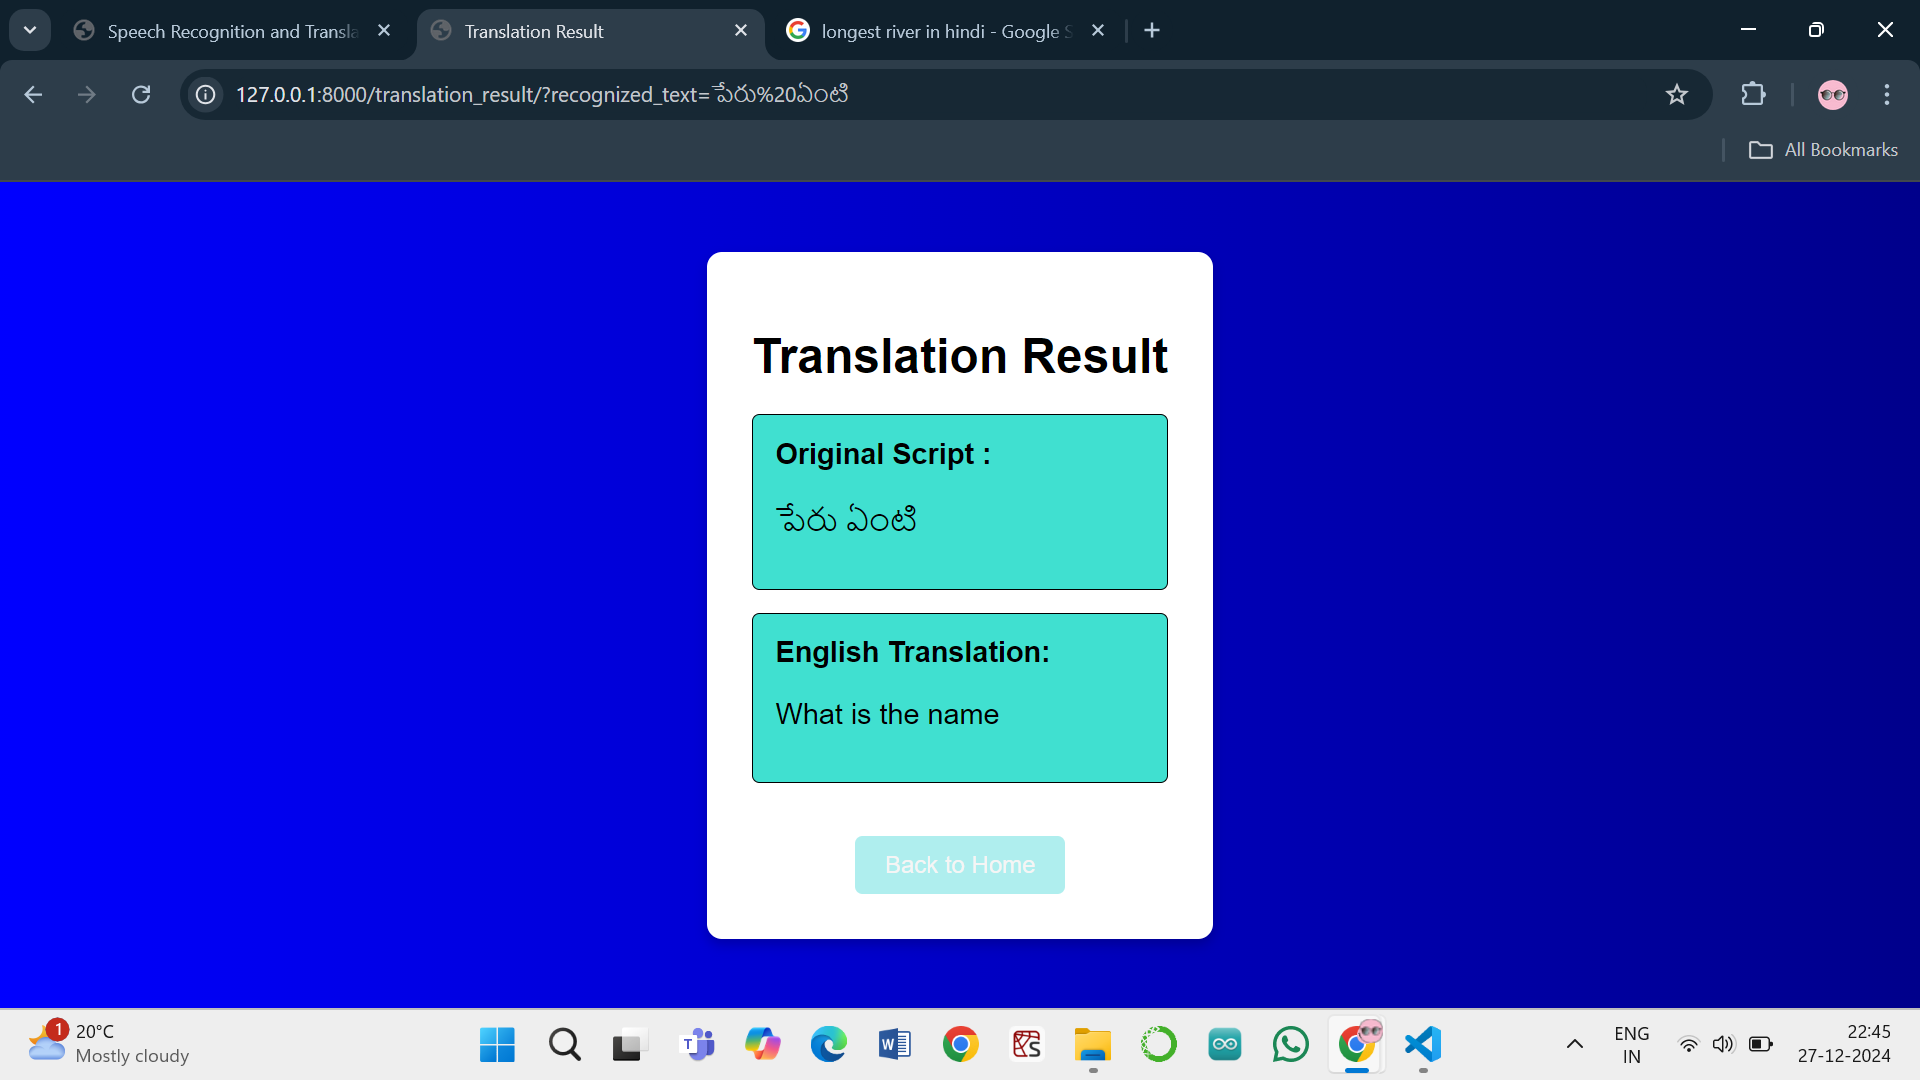 Speech Recognition and Transla
Translation Result
longest river in hindi - Google S
127.0.0.1:8000/translation_result/?recognized_text=పేరు%20ఏంటి
All Bookmarks
Translation Result
Original Script :
పేరు ఏంటి
English Translation:
What is the name
Back to Home
1
20°C
Mostly cloudy
ENG
IN
22:45
27-12-2024